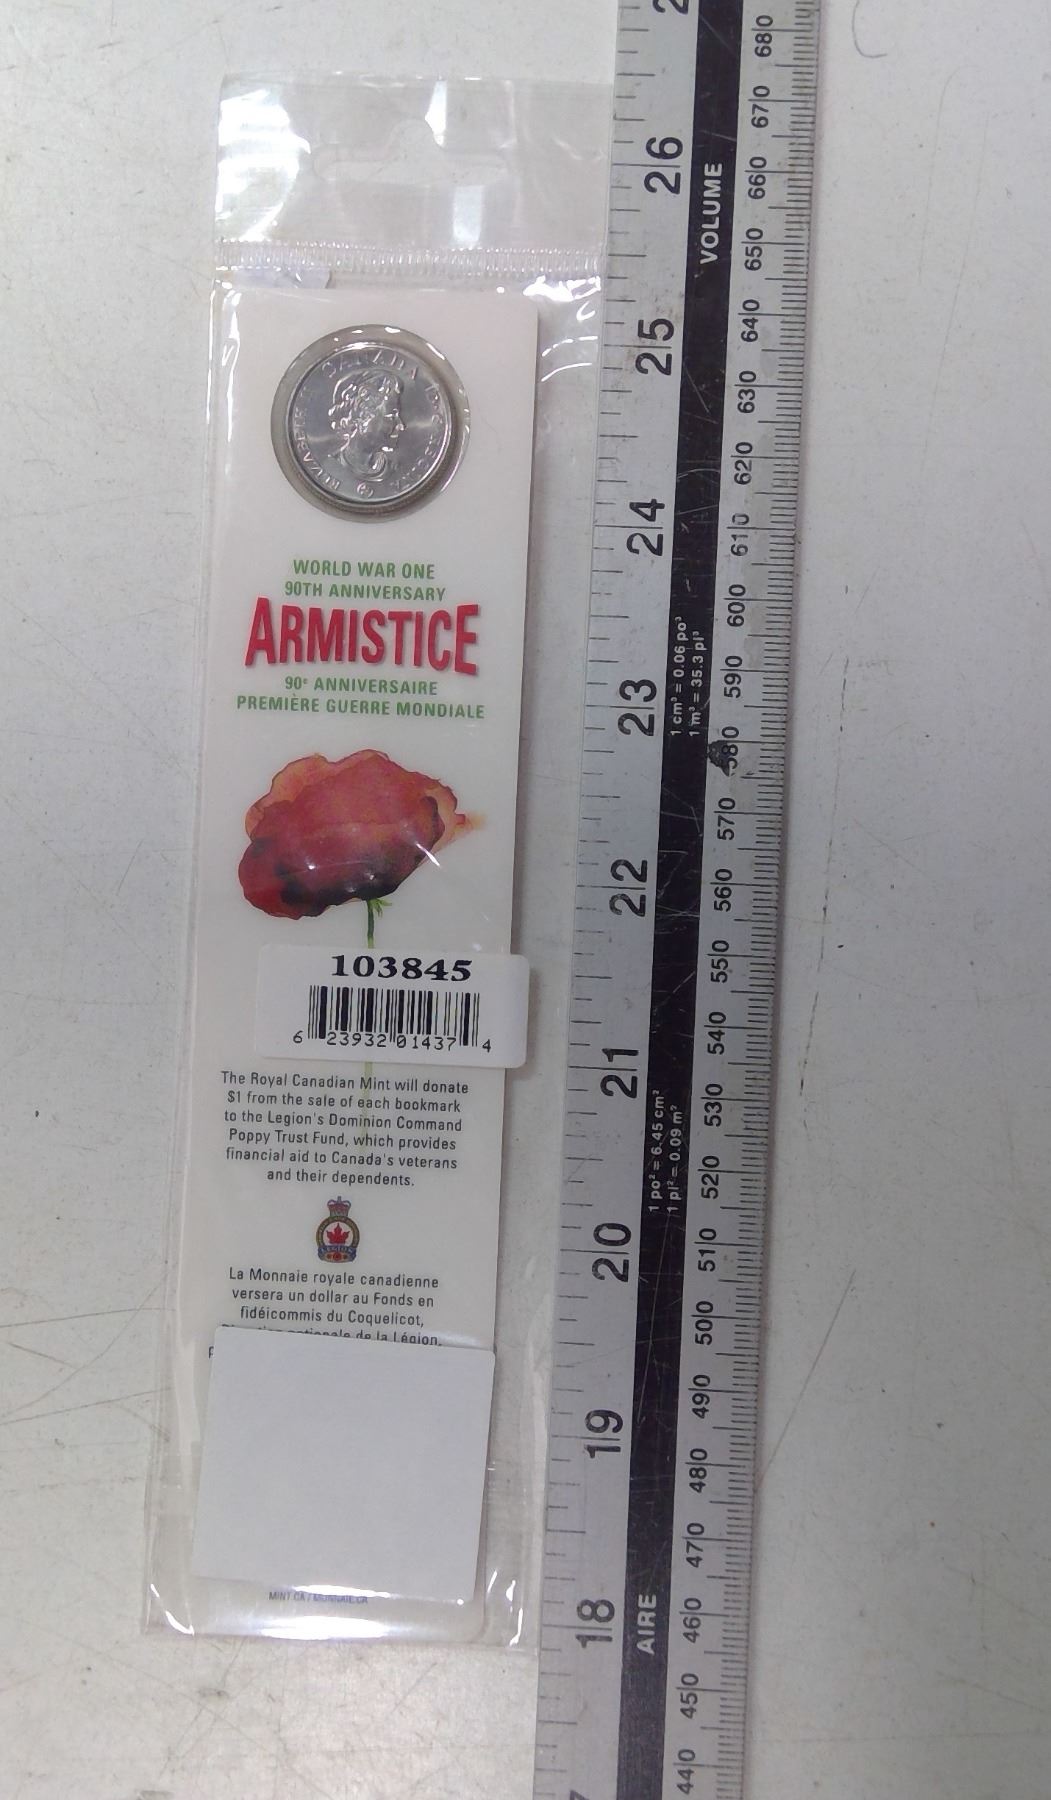 CANADA
D·G·REGINA
ELIZABETH
WORLD WAR ONE
90TH ANNIVERSARY
ARMISTICE
90e ANNIVERSAIRE
PREMIÈRE GUERRE MONDIALE
103845
6 23932 01437 4
The Royal Canadian Mint will donate
$1 from the sale of each bookmark
to the Legion's Dominion Command
Poppy Trust Fund, which provides
financial aid to Canada's veterans
and their dependents.
LEGION
La Monnaie royale canadienne
versera un dollar au Fonds en
fidéicommis du Coquelicot,
nationale de la Légion,
MINT.CA / MONNAIE.CA
26
25
24
23
22
21
20
19
18
VOLUME
1 cm³ = 0.06 po³
1 m³ = 35.3 pi³
1 po² = 6.45 cm²
1 pi² = 0.09 m²
AIRE
680
670
660
650
640
630
620
610
600
590
580
570
560
550
540
530
520
510
500
490
480
470
460
450
440